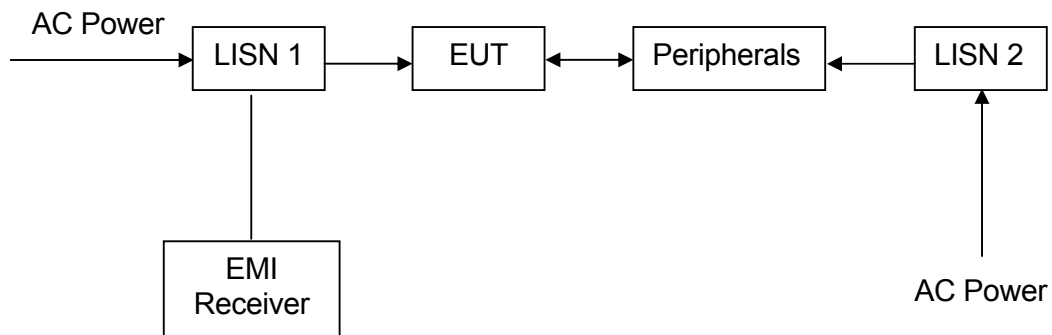 AC Power
LISN 1
EUT
Peripherals
LISN 2
EMI
Receiver
AC Power